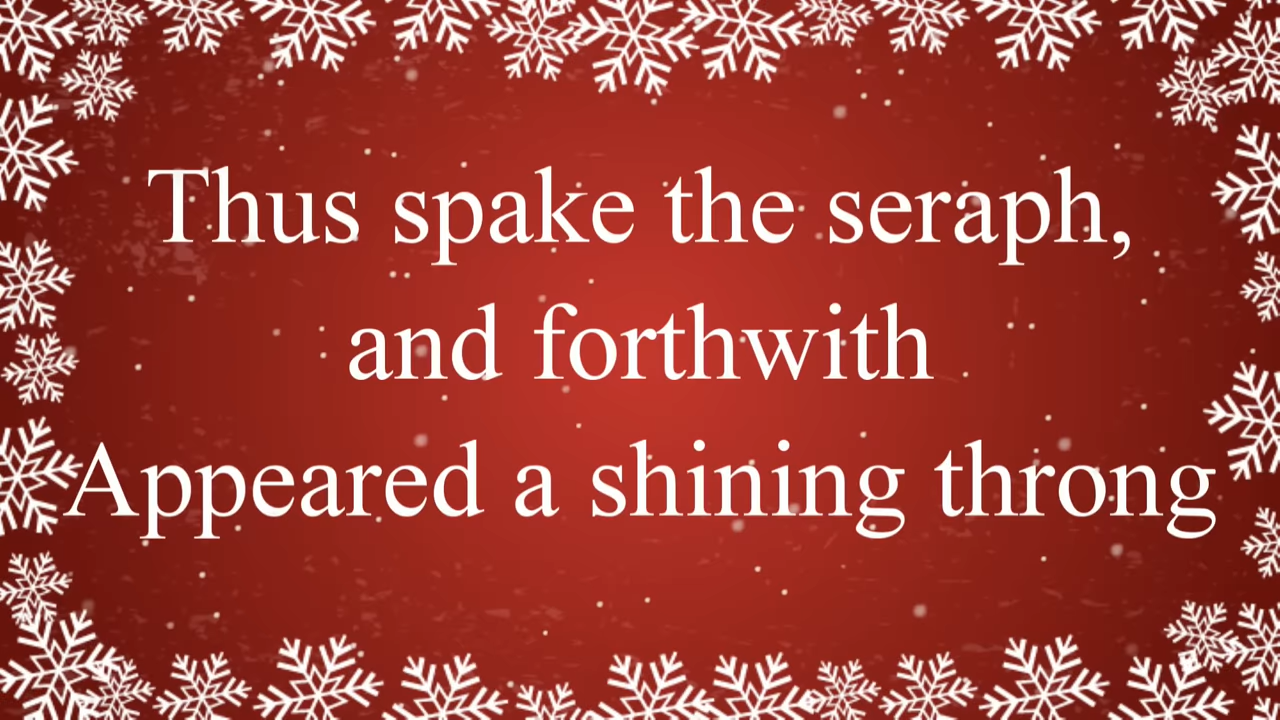 Thus spake the seraph,
and forthwith
Appeared a shining throng